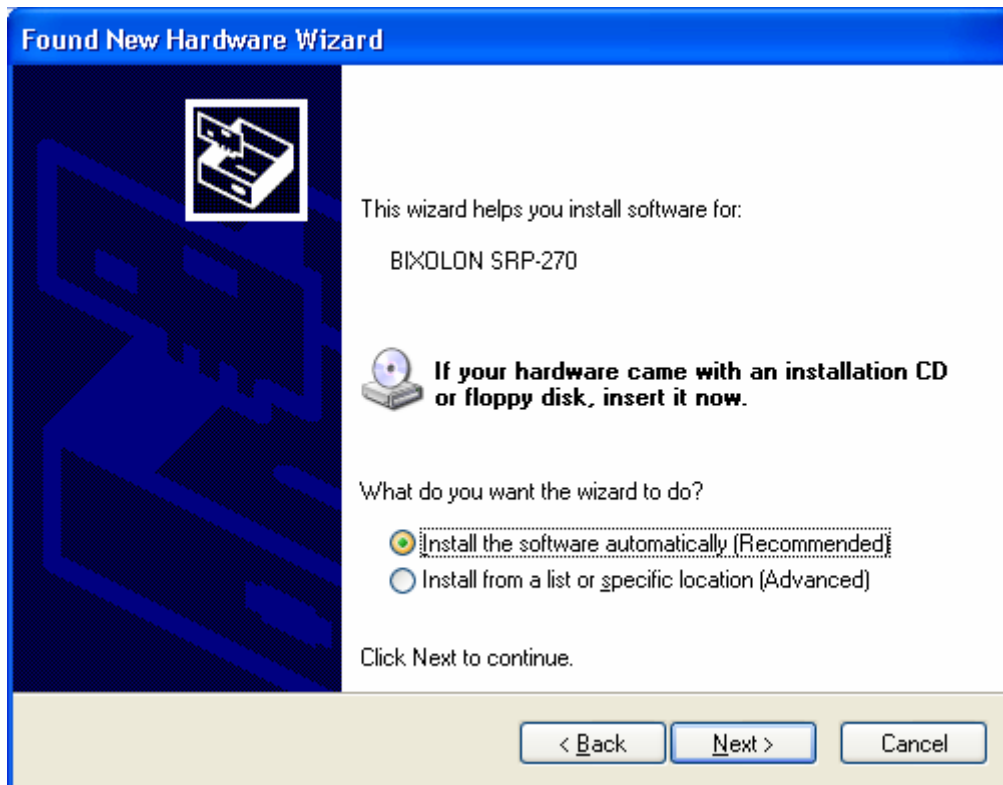 Found New Hardware Wizard
This wizard helps you install software for:
BIXOLON SRP-270
If your hardware came with an installation CD
or floppy disk, insert it now.
What do you want the wizard to do?
Install the software automatically (Recommended)
Install from a list or specific location (Advanced)
Click Next to continue.
< Back
Next >
Cancel